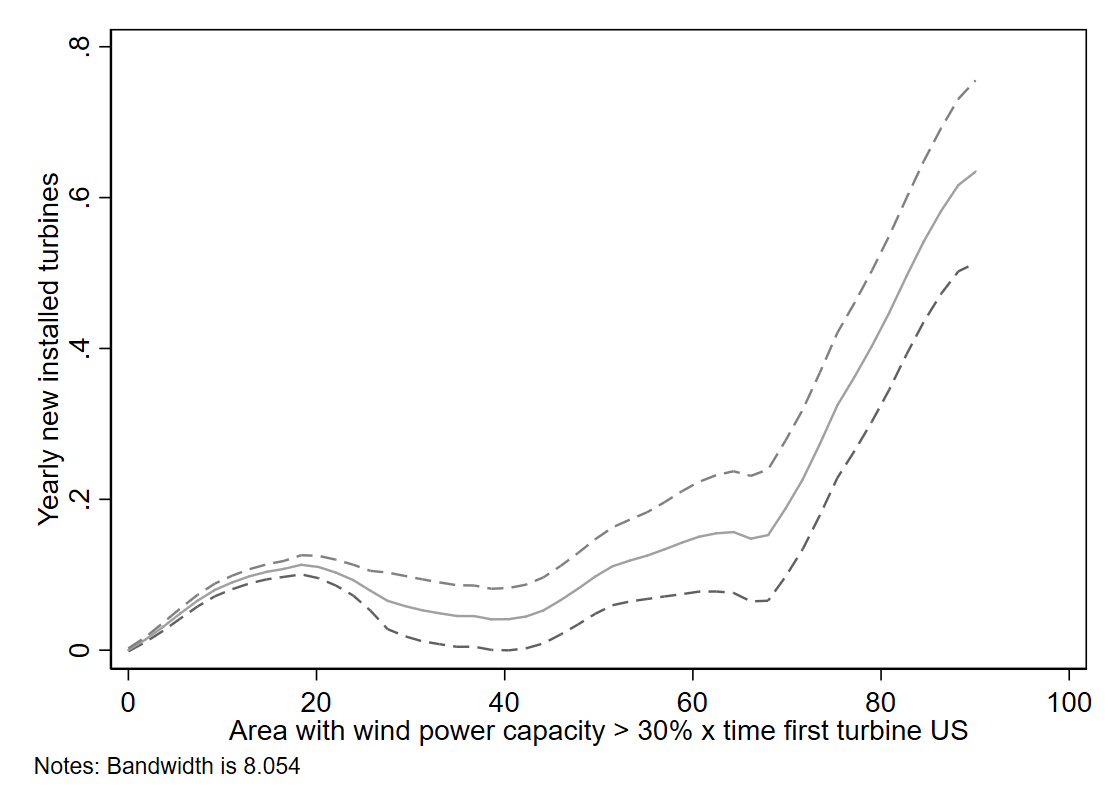 .8
.6
.4
.2
0
Yearly new installed turbines
0 20 40 60 80 100
Area with wind power capacity > 30% x time first turbine US
Notes: Bandwidth is 8.054